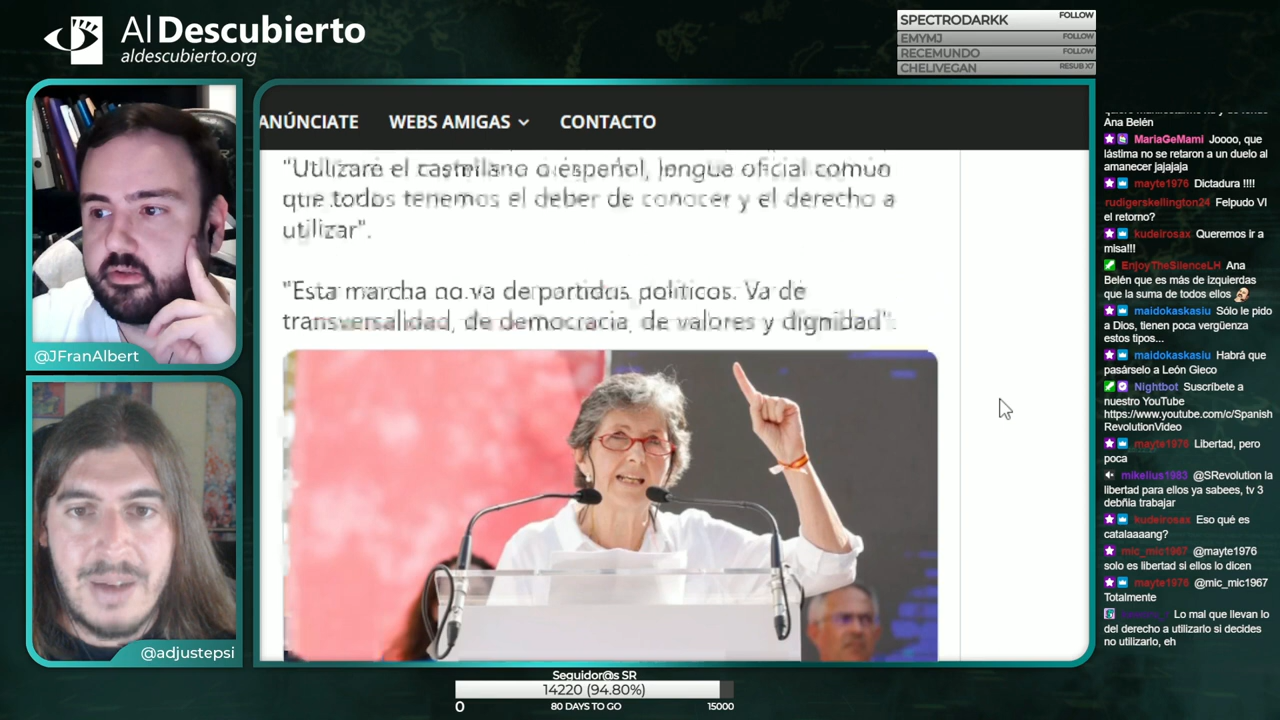 Al Descubierto
aldescubierto.org
SPECTRODARKK FOLLOW
EMYMJ FOLLOW
RECEMUNDO FOLLOW
CHELIVEGAN RESUB X7
ANÚNCIATE WEBS AMIGAS CONTACTO
"Utilizaré el castellano o español, lengua oficial común
que todos tenemos el deber de conocer y el derecho a
utilizar".
"Esta marcha no va de partidos políticos. Va de
transversalidad, de democracia, de valores y dignidad".
@JFranAlbert
@adjustepsi
Ana Belén
MariaGeMami Joooo, que
lástima no se retaron a un duelo al
amanecer jajajaja
mayte1976 Dictadura !!!!
rudigerskellington24 Felpudo VI
el retorno?
kudeirosax Queremos ir a
misa!!!
EnjoyTheSilenceLH Ana
Belén que es más de izquierdas
que la suma de todos ellos
maidokaskasiu Sólo le pido
a Dios, tienen poca vergüenza
estos tipos...
maidokaskasiu Habrá que
pasárselo a León Gieco
Nightbot Suscríbete a
nuestro YouTube
https://www.youtube.com/c/Spanish
RevolutionVideo
mayte1976 Libertad, pero
poca
mikelius1983 @SRevolution la
libertad para ellos ya sabees, tv 3
debñia trabajar
kudeirosax Eso qué es
catalaaaang?
mic_mic1967 @mayte1976
solo es libertad si ellos lo dicen
mayte1976 @mic_mic1967
Totalmente
Lo mal que llevan lo
del derecho a utilizarlo si decides
no utilizarlo, eh
Seguidor@s SR
14220 (94.80%)
0 80 DAYS TO GO 15000